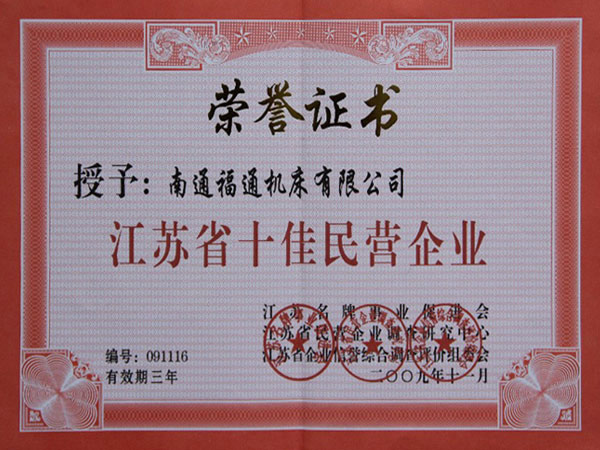 荣誉证书
授予：南通福通机床有限公司
江苏省十佳民营企业
江苏名牌事业促进会
江苏省民营企业调查研究中心
江苏省企业信誉综合调查评价组委会
二〇〇九年十一月
编号：091116
有效期三年